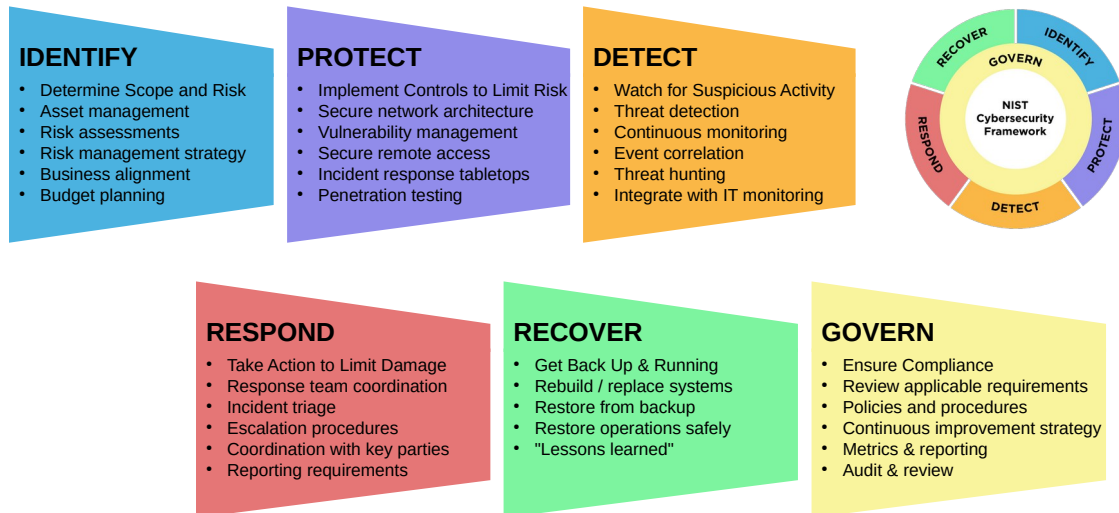 IDENTIFY
• Determine Scope and Risk
• Asset management
• Risk assessments
• Risk management strategy
• Business alignment
• Budget planning
PROTECT
• Implement Controls to Limit Risk
• Secure network architecture
• Vulnerability management
• Secure remote access
• Incident response tabletops
• Penetration testing
DETECT
• Watch for Suspicious Activity
• Threat detection
• Continuous monitoring
• Event correlation
• Threat hunting
• Integrate with IT monitoring
RECOVER
IDENTIFY
GOVERN
NIST
Cybersecurity
Framework
RESPOND
PROTECT
DETECT
RESPOND
• Take Action to Limit Damage
• Response team coordination
• Incident triage
• Escalation procedures
• Coordination with key parties
• Reporting requirements
RECOVER
• Get Back Up & Running
• Rebuild / replace systems
• Restore from backup
• Restore operations safely
• "Lessons learned"
GOVERN
• Ensure Compliance
• Review applicable requirements
• Policies and procedures
• Continuous improvement strategy
• Metrics & reporting
• Audit & review